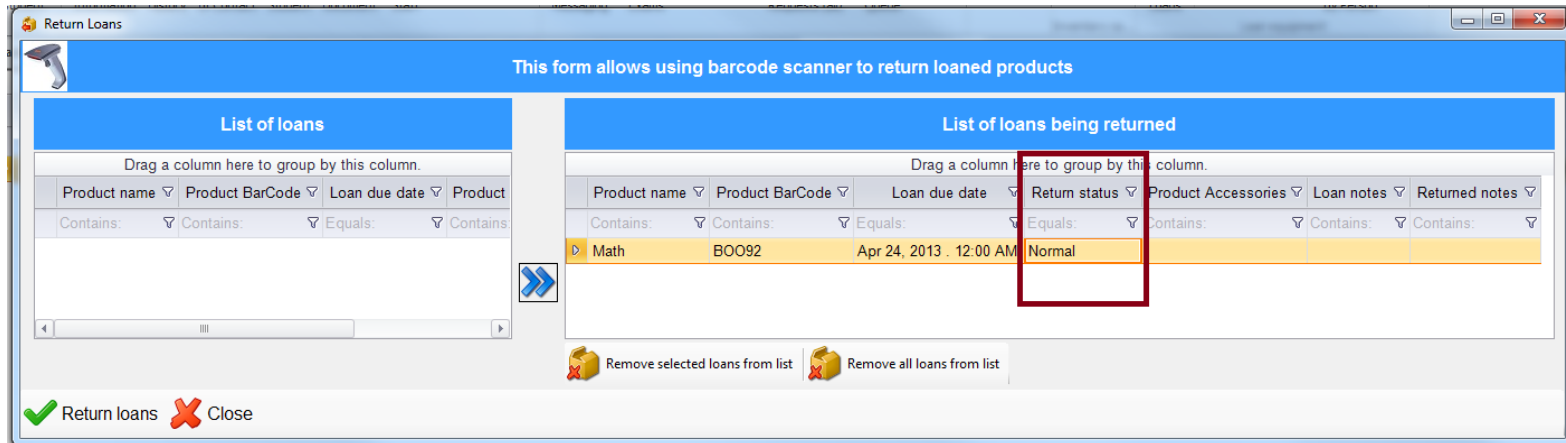 Return Loans
This form allows using barcode scanner to return loaned products
List of loans
Drag a column here to group by this column.
Product name Product BarCode Loan due date Product
Contains: Contains: Equals: Contains:
List of loans being returned
Drag a column here to group by this column.
Product name Product BarCode Loan due date Return status Product Accessories Loan notes Returned notes
Contains: Contains: Equals: Equals: Contains: Contains: Contains:
Math BOO92 Apr 24, 2013 . 12:00 AM Normal
Remove selected loans from list Remove all loans from list
Return loans Close